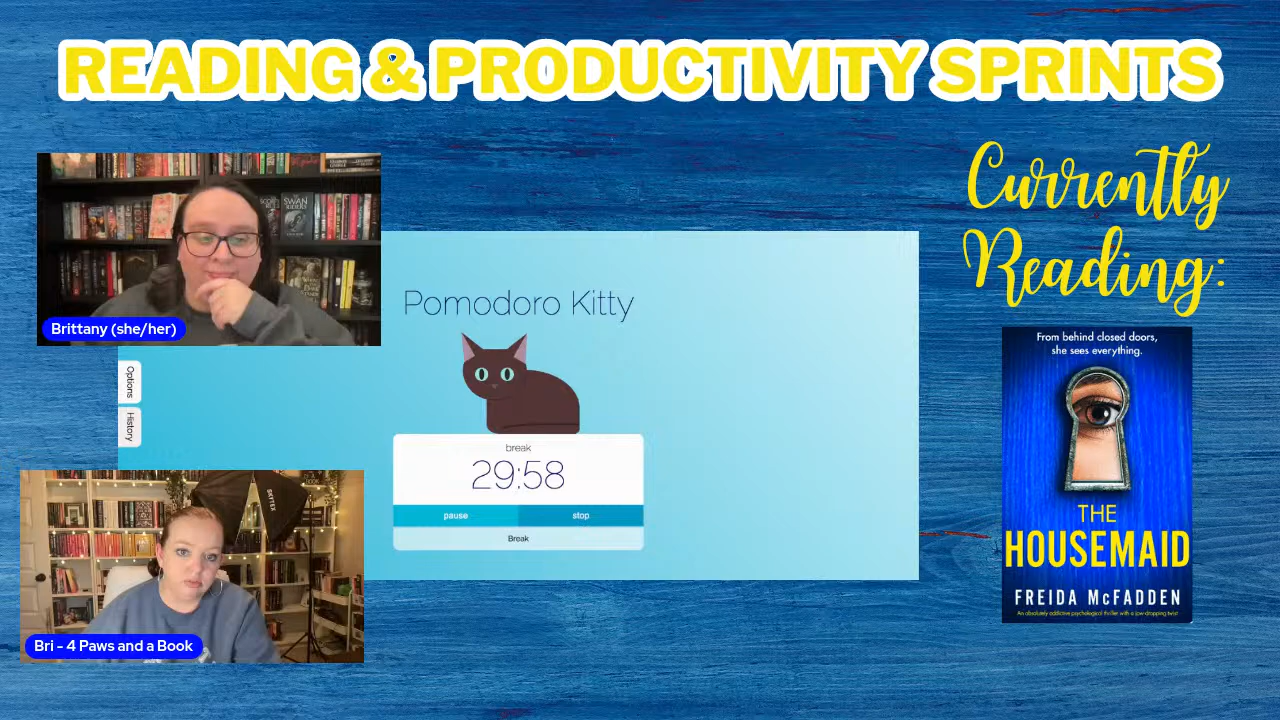 READING & PRODUCTIVITY SPRINTS
Currently
Reading:
Brittany (she/her)
Pomodoro Kitty
Options
History
break
29:58
pause
stop
Break
Bri - 4 Paws and a Book
From behind closed doors,
she sees everything.
THE
HOUSEMAID
FREIDA McFADDEN
An absolutely addictive psychological thriller with a jaw-dropping twist